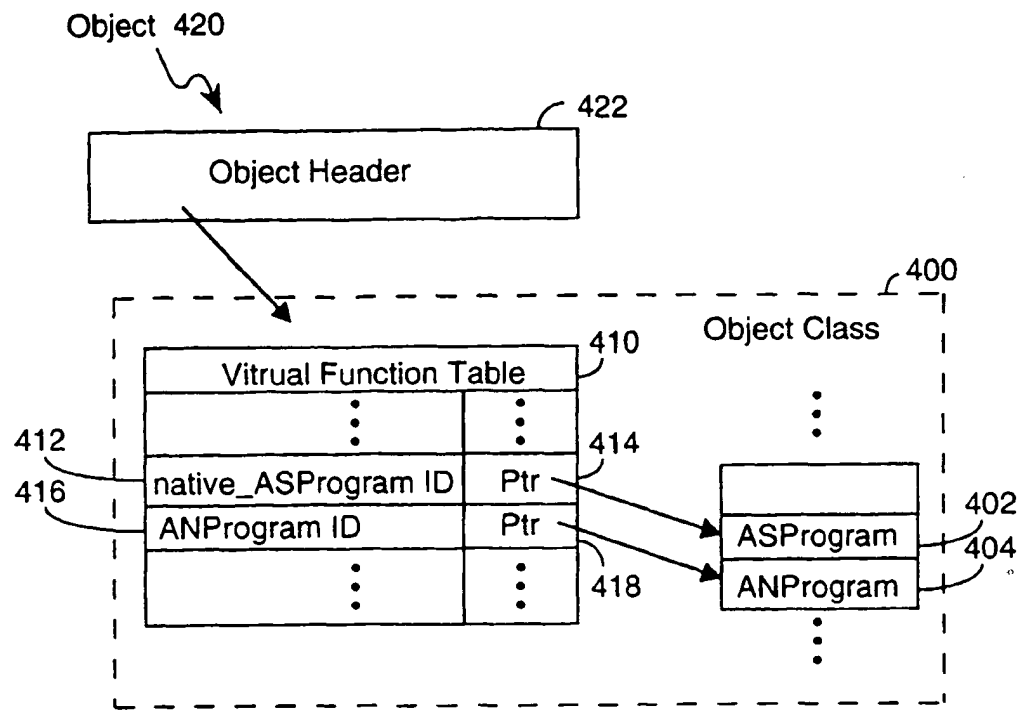 Object 420
422
Object Header
400
Object Class
410
Vitrual Function Table
412
414
native_ASProgram ID Ptr
416
ANProgram ID Ptr
402
ASProgram
404
ANProgram
418